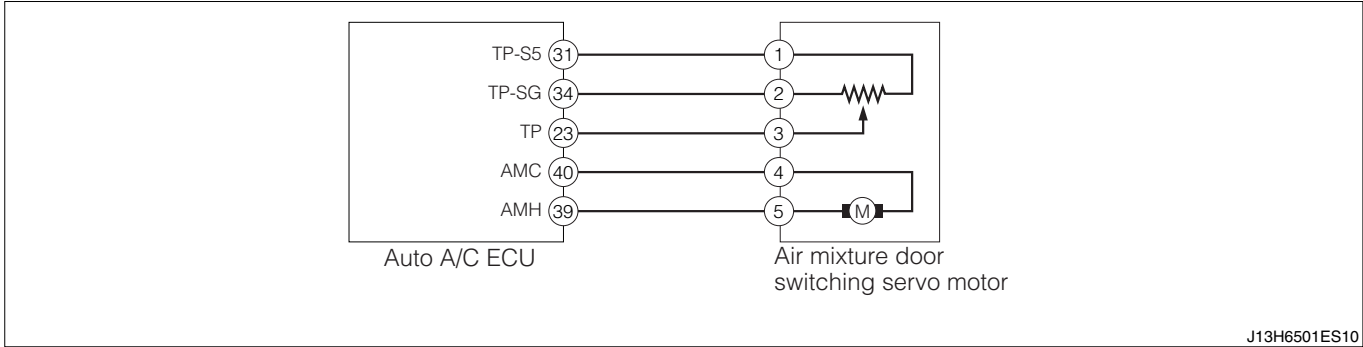 TP-S5 31 1
TP-SG 34 2
TP 23 3
AMC 40 4
AMH 39 5 M
Auto A/C ECU
Air mixture door
switching servo motor
J13H6501ES10